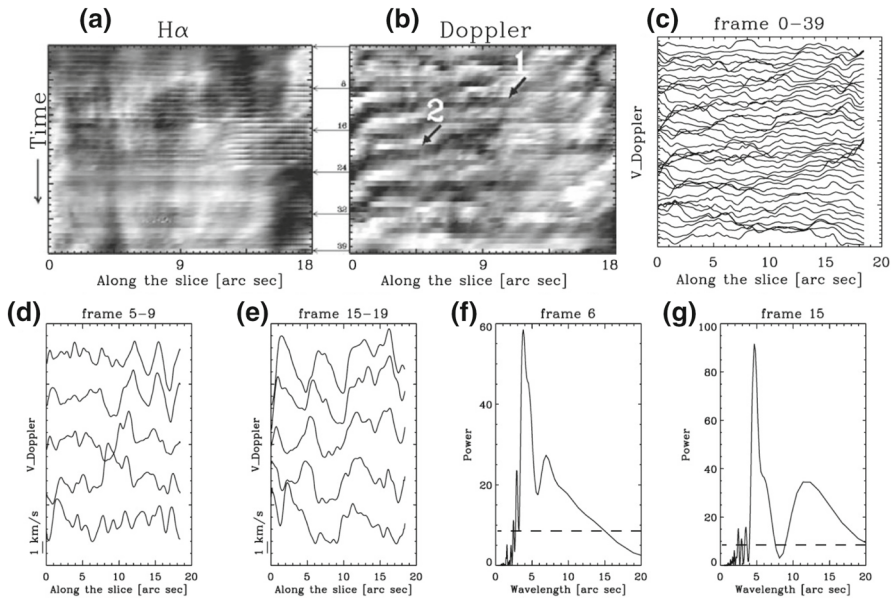 (a)
Hα
Time
0 9 18
Along the slice [arc sec]
8
16
24
32
39
(b)
Doppler
1
2
0 9 18
Along the slice [arc sec]
(c)
frame 0-39
V_Doppler
0 5 10 15 20
Along the slice [arc sec]
(d)
frame 5-9
V_Doppler
1 km/s
0 5 10 15 20
Along the slice [arc sec]
(e)
frame 15-19
V_Doppler
1 km/s
0 5 10 15 20
Along the slice [arc sec]
(f)
frame 6
Power
60
40
20
0
0 5 10 15 20
Wavelength [arc sec]
(g)
frame 15
Power
100
80
60
40
20
0
0 5 10 15 20
Wavelength [arc sec]